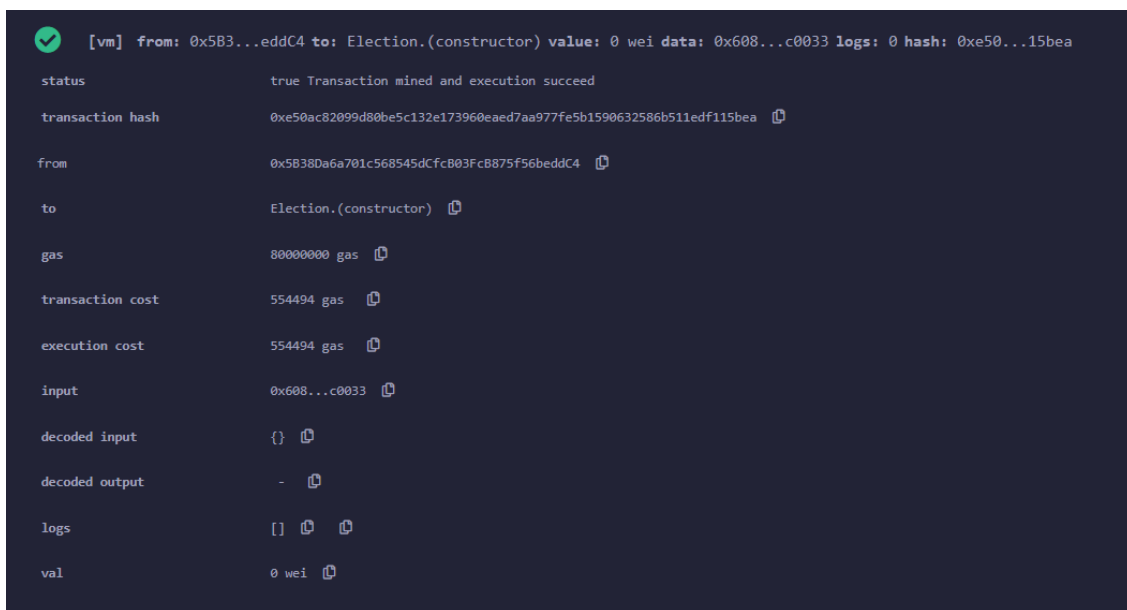 [vm] from: 0x5B3...eddC4 to: Election.(constructor) value: 0 wei data: 0x608...c0033 logs: 0 hash: 0xe50...15bea
status true Transaction mined and execution succeed
transaction hash 0xe50ac82099d80be5c132e173960eaed7aa977fe5b1590632586b511edf115bea
from 0x5B38Da6a701c568545dCfcB03FcB875f56beddC4
to Election.(constructor)
gas 80000000 gas
transaction cost 554494 gas
execution cost 554494 gas
input 0x608...c0033
decoded input {}
decoded output -
logs []
val 0 wei